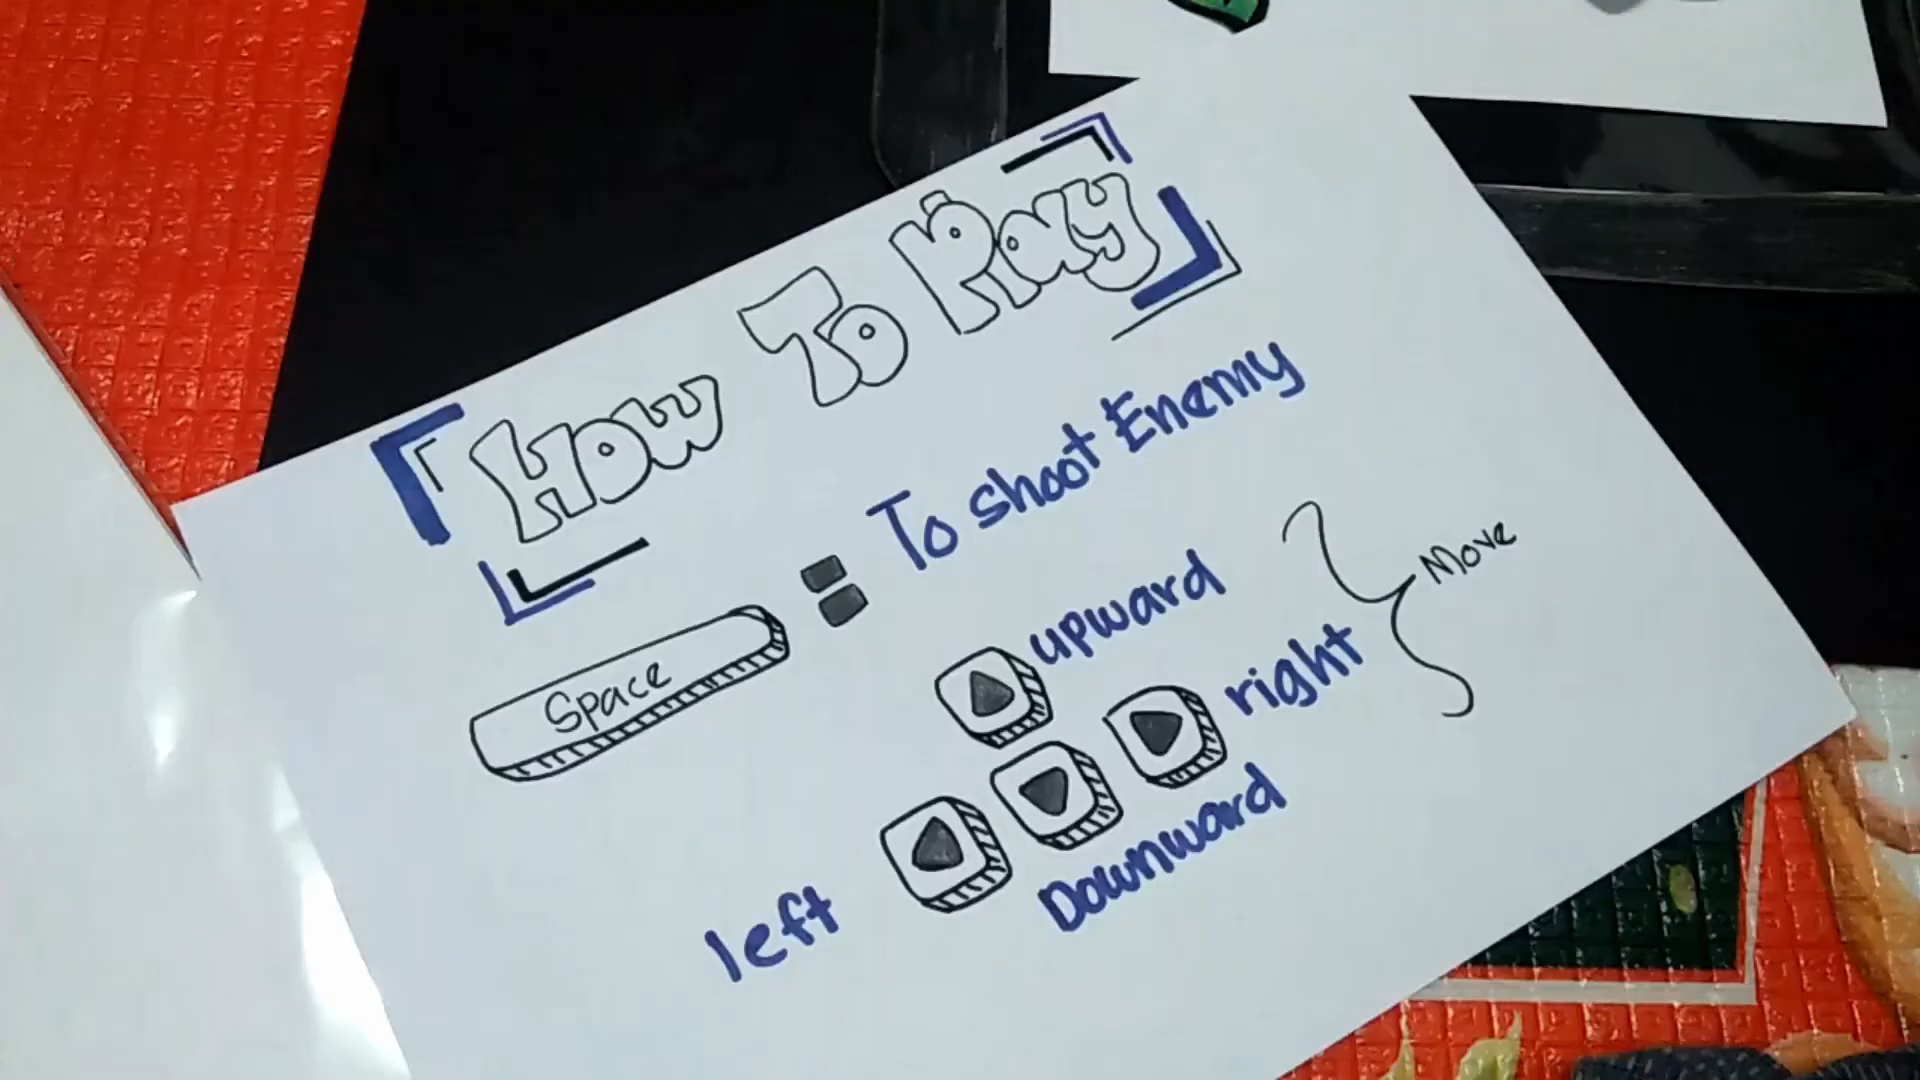 How To Play
Space = To shoot Enemy
upward
right
Move
left
Downward